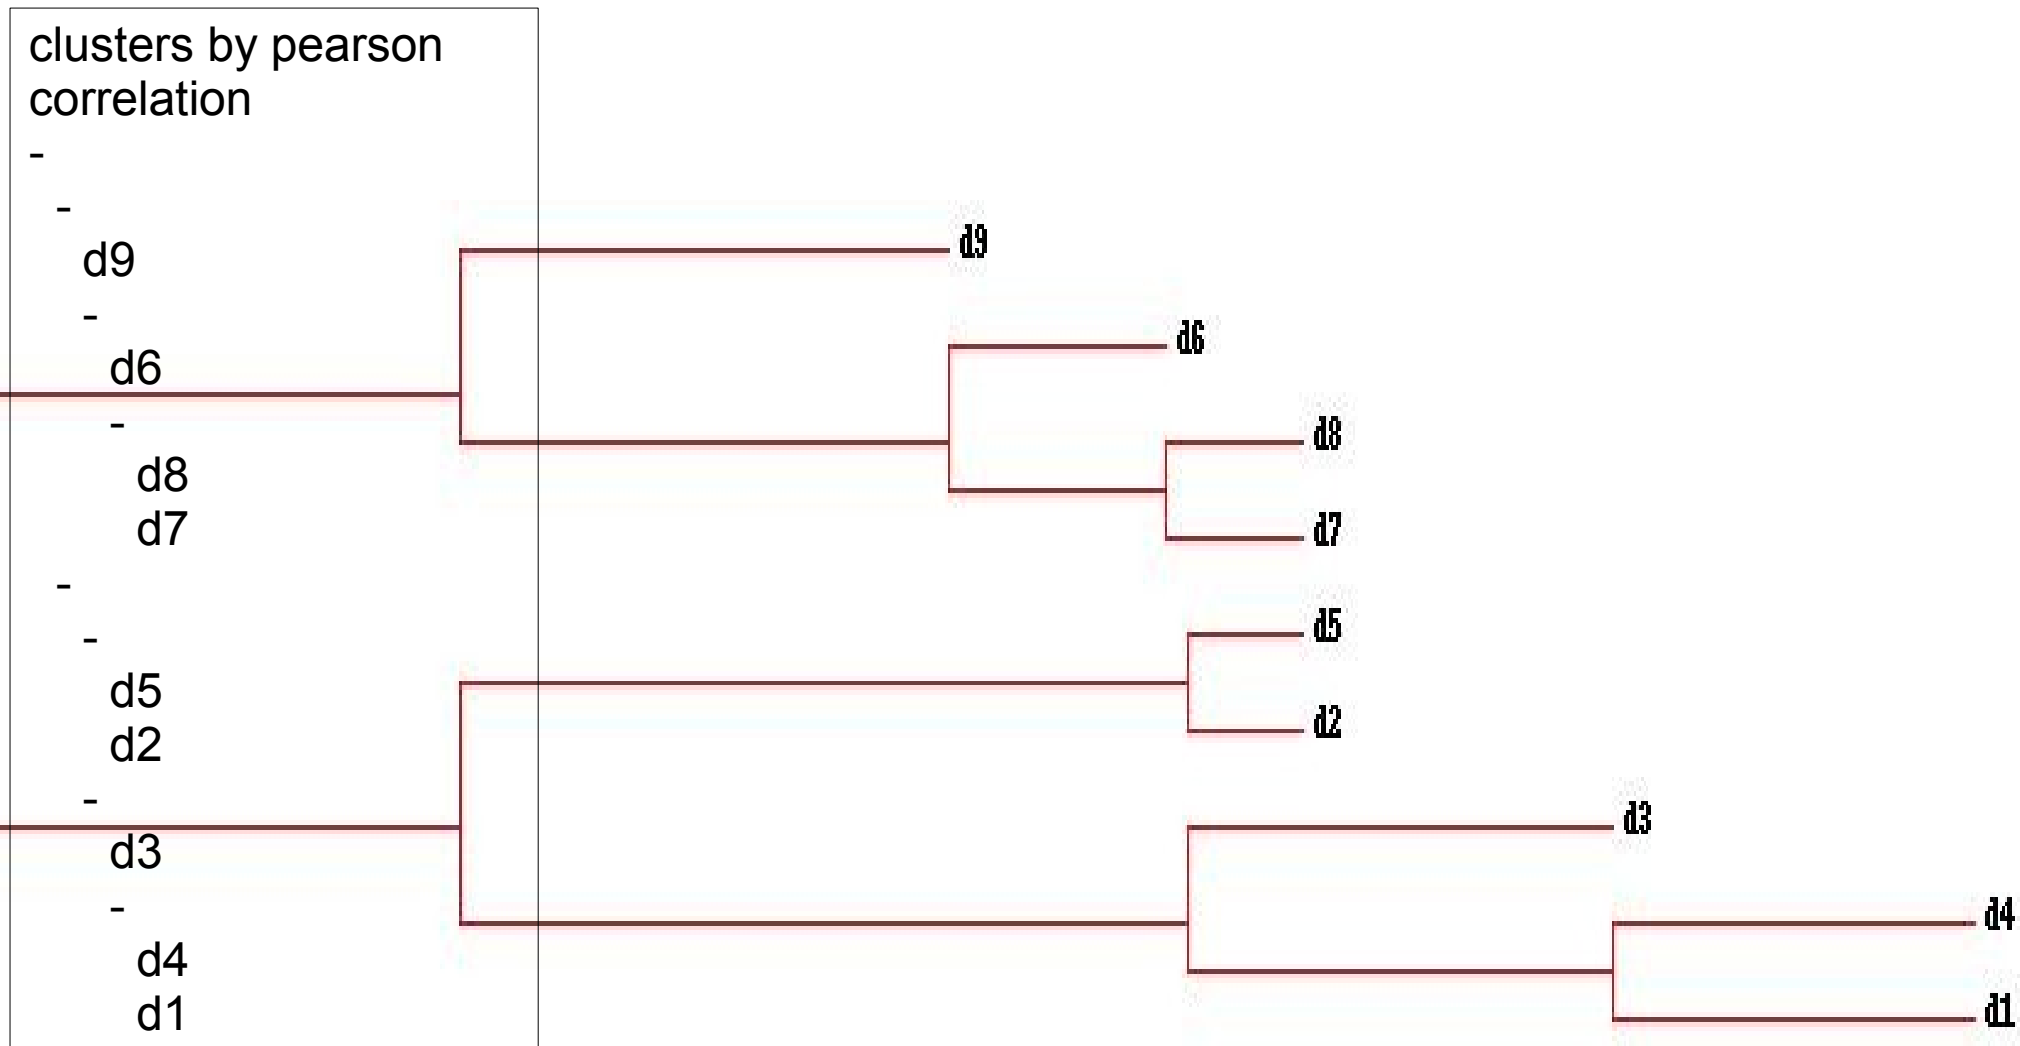 clusters by pearson
correlation
-
-
d9
-
d6
-
d8
d7
-
-
d5
d2
-
d3
-
d4
d1
d9
d6
d8
d7
d5
d2
d3
d4
d1